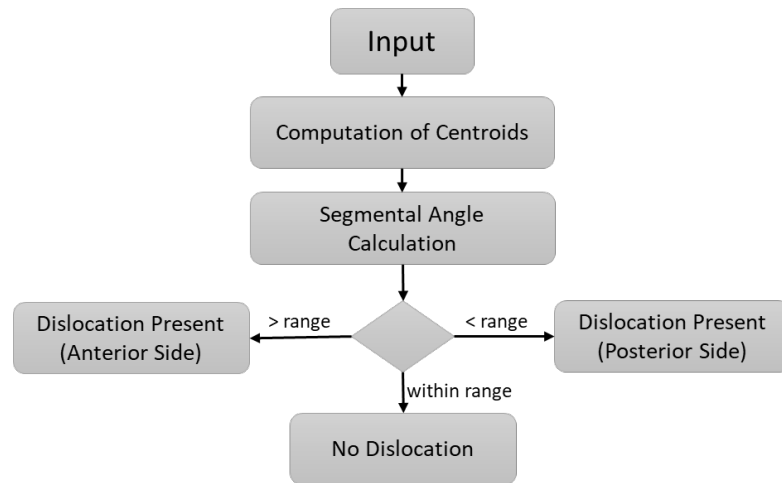 Input
Computation of Centroids
Segmental Angle
Calculation
> range
< range
Dislocation Present
(Anterior Side)
Dislocation Present
(Posterior Side)
within range
No Dislocation